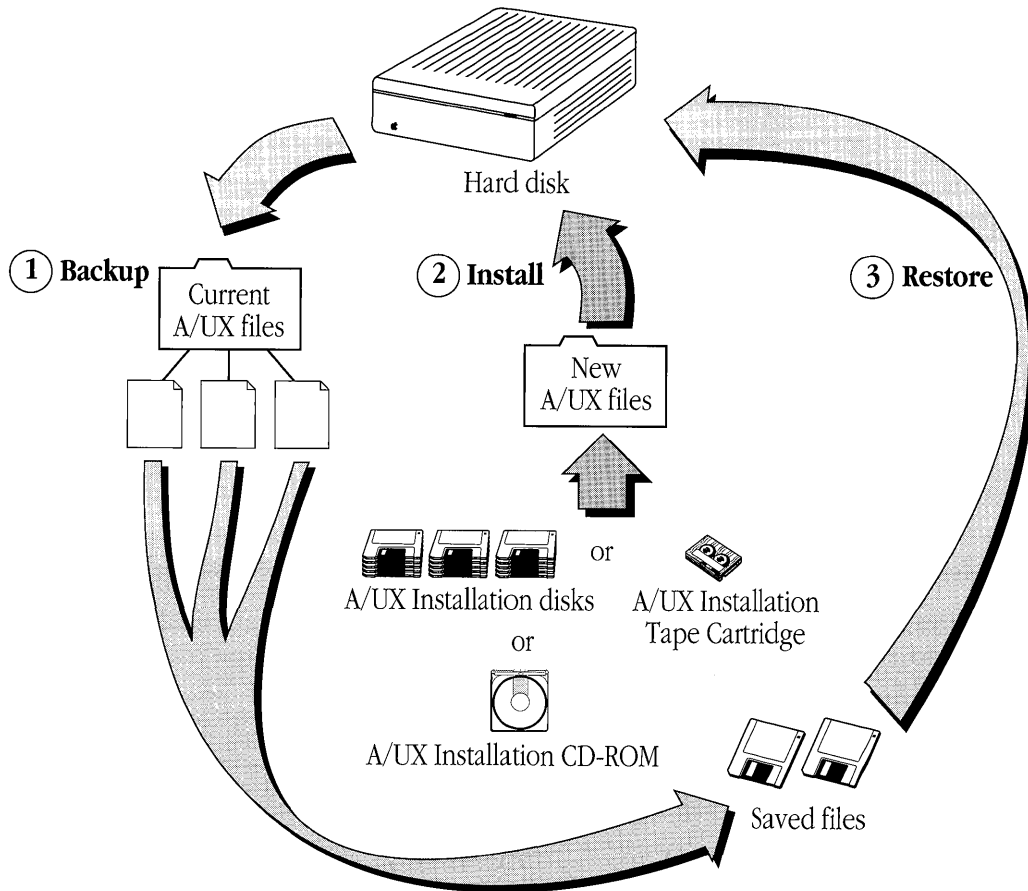 Hard disk
1 Backup
Current
A/UX files
2 Install
New
A/UX files
3 Restore
or
A/UX Installation disks
A/UX Installation
Tape Cartridge
or
A/UX Installation CD-ROM
Saved files